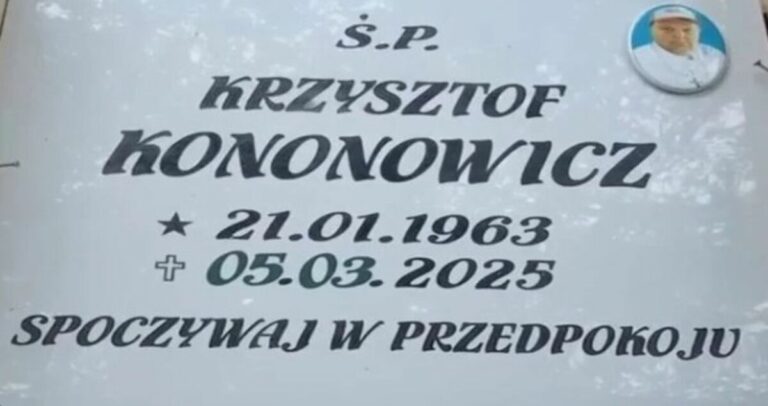 Ś.P.
KRZYSZTOF
KONONOWICZ
★ 21.01.1963
✝ 05.03.2025
SPOCZYWAJ W PRZEDPOKOJU